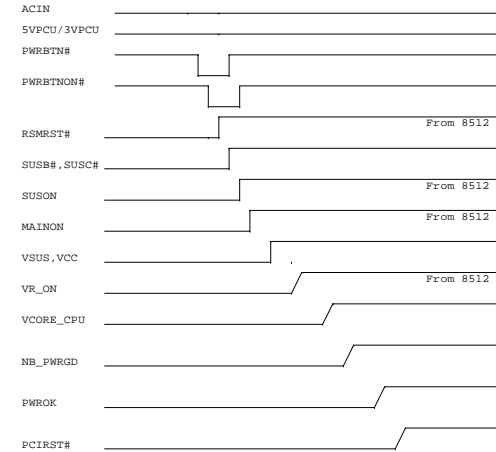 ACIN
5VPCU/3VPCU
PWRBTN#
PWRBTNON#
From 8512
RSMRST#
SUSB#,SUSC#
From 8512
SUSON
From 8512
MAINON
VSUS,VCC
From 8512
VR_ON
VCORE_CPU
NB_PWRGD
PWROK
PCIRST#